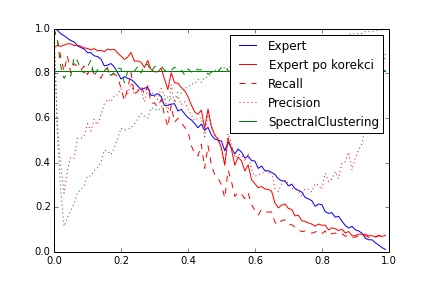 1.0
0.8
0.6
0.4
0.2
0.0
0.0 0.2 0.4 0.6 0.8 1.0
Expert
Expert po korekci
Recall
Precision
SpectralClustering